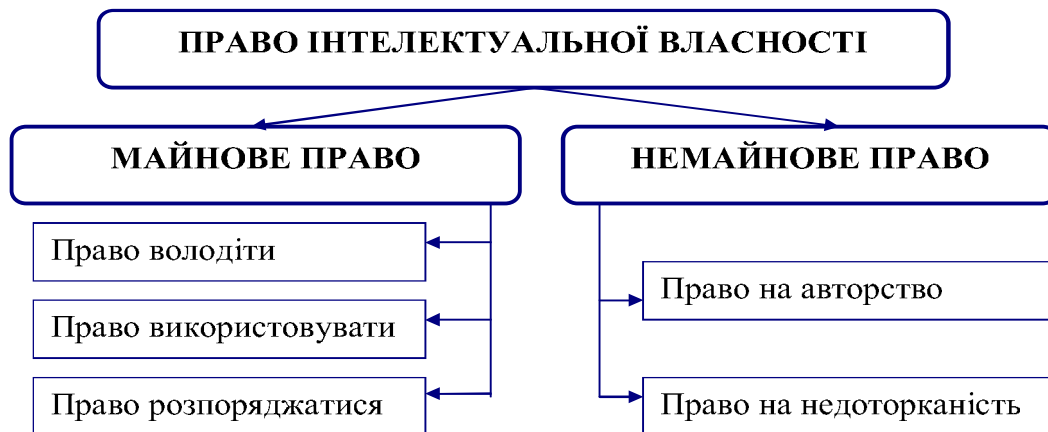 ПРАВО ІНТЕЛЕКТУАЛЬНОЇ ВЛАСНОСТІ
МАЙНОВЕ ПРАВО
Право володіти
Право використовувати
Право розпоряджатися
НЕМАЙНОВЕ ПРАВО
Право на авторство
Право на недоторканість